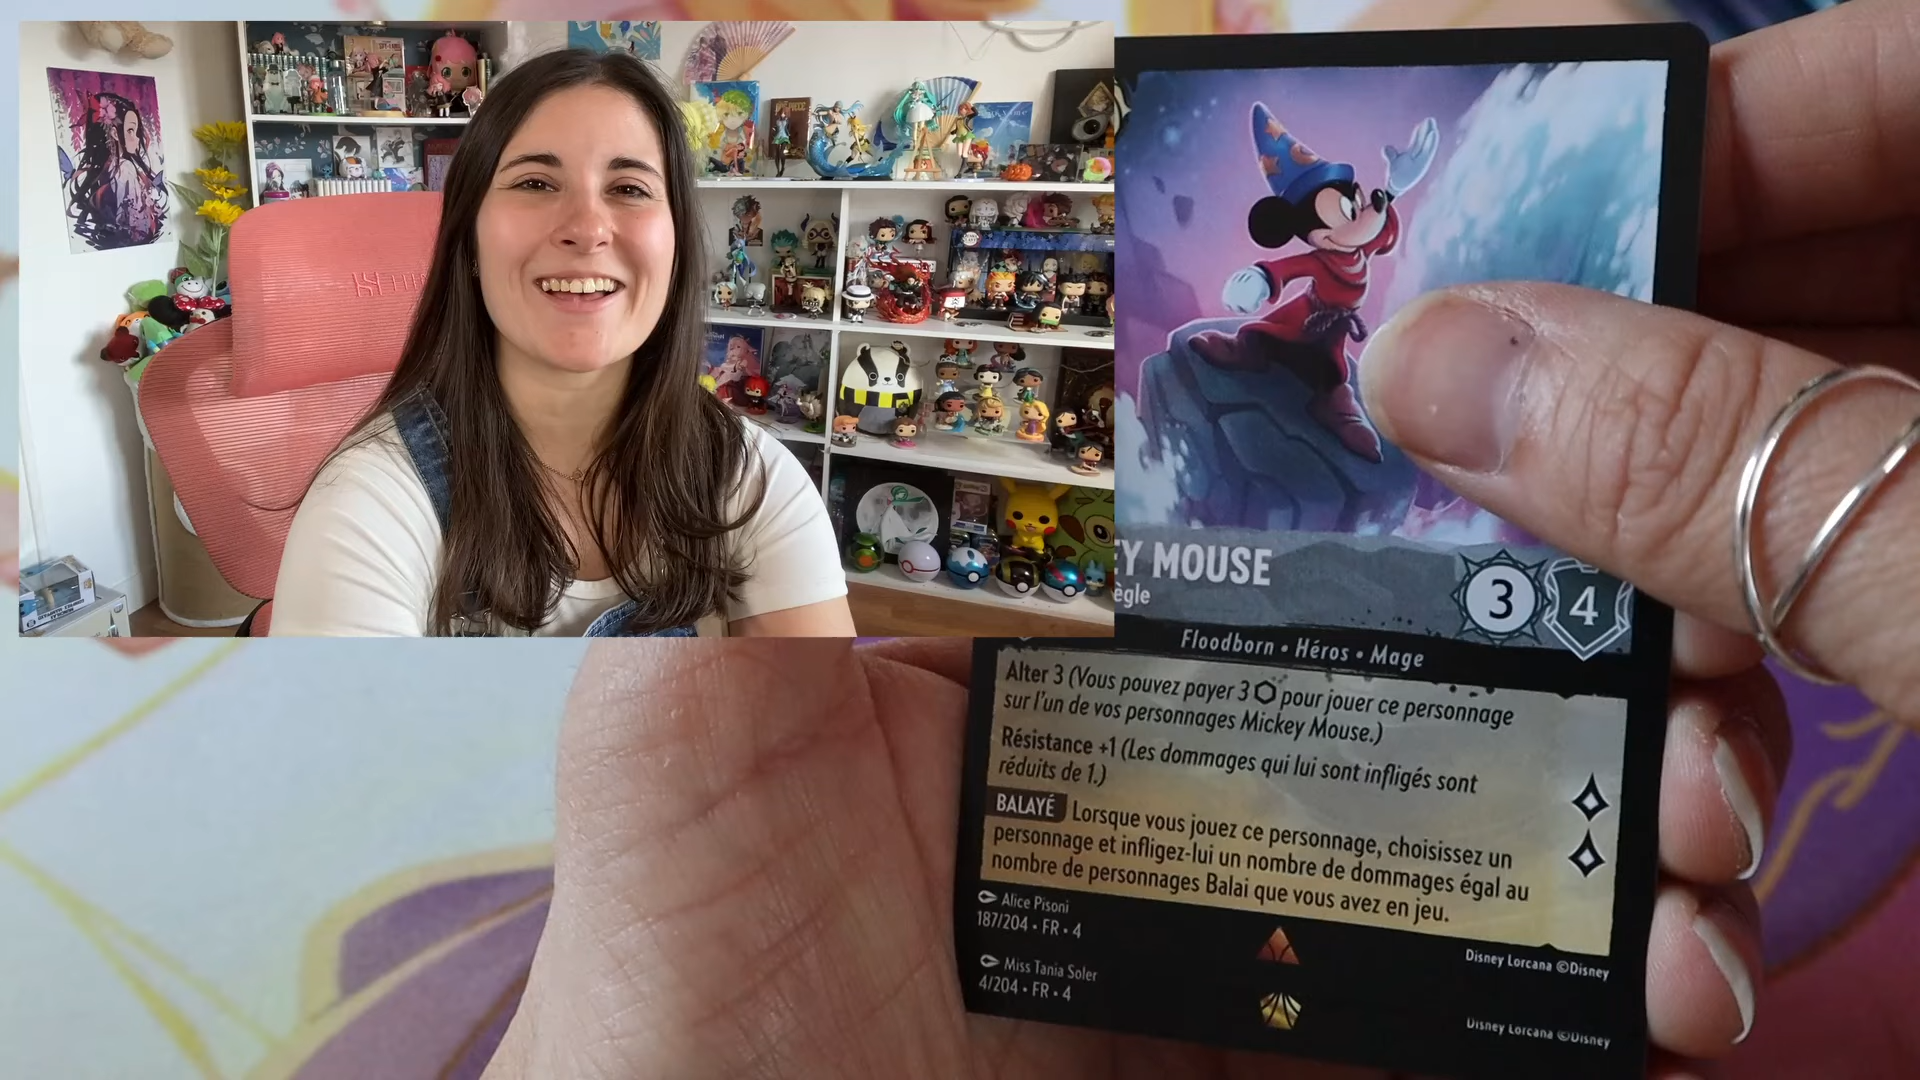 Y MOUSE
ègle
3
4
Floodborn • Héros • Mage
Alter 3 (Vous pouvez payer 3 pour jouer ce personnage
sur l'un de vos personnages Mickey Mouse.)
Résistance +1 (Les dommages qui lui sont infligés sont
réduits de 1.)
BALAYÉ Lorsque vous jouez ce personnage, choisissez un
personnage et infligez-lui un nombre de dommages égal au
nombre de personnages Balai que vous avez en jeu.
Alice Pisoni
187/204 • FR • 4
Disney Lorcana ©Disney
Miss Tania Soler
4/204 • FR • 4
Disney Lorcana ©Disney